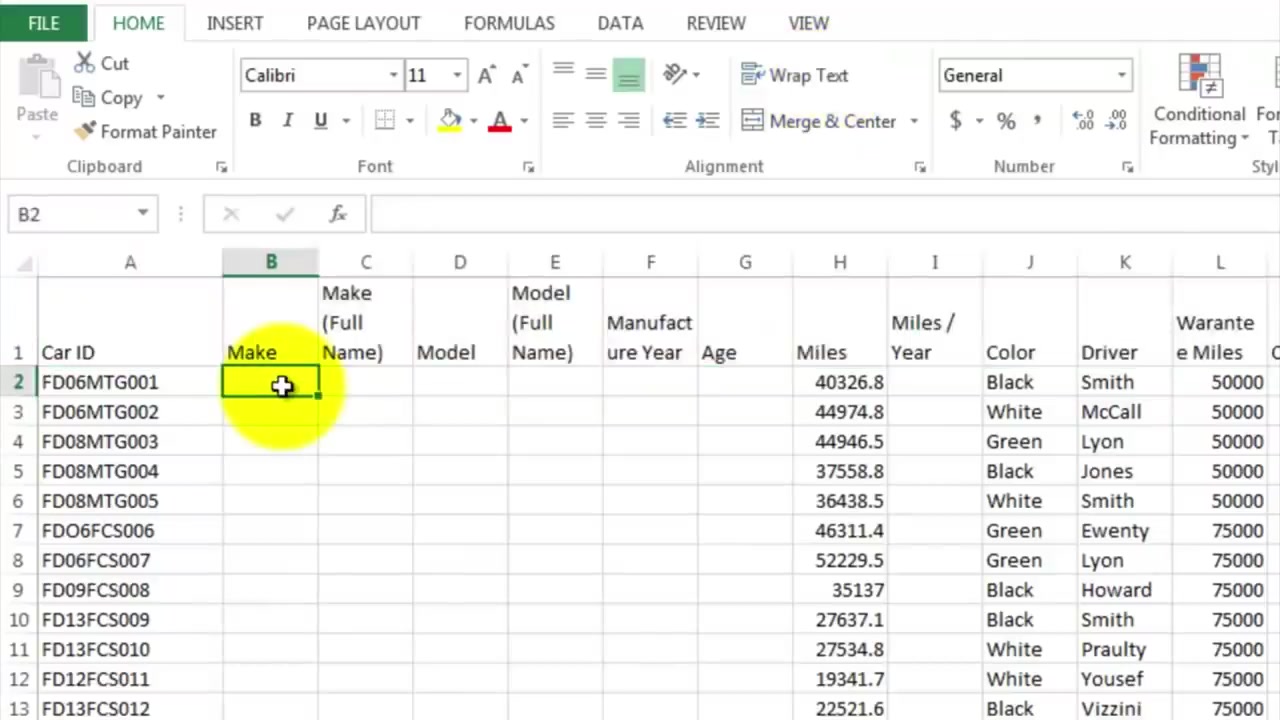 FILE HOME INSERT PAGE LAYOUT FORMULAS DATA REVIEW VIEW
Cut
Copy
Format Painter
Paste
Clipboard
Calibri 11 A A
B I U A
Font
Wrap Text
Merge & Center
Alignment
General
$ % ,
Number
Conditional
Formatting
B2 fx
A B C D E F G H I J K L
1 Car ID Make Make (Full Name) Model Model (Full Name) Manufacture Year Age Miles Miles / Year Color Driver Warantee Miles
2 FD06MTG001 40326.8 Black Smith 50000
3 FD06MTG002 44974.8 White McCall 50000
4 FD08MTG003 44946.5 Green Lyon 50000
5 FD08MTG004 37558.8 Black Jones 50000
6 FD08MTG005 36438.5 White Smith 50000
7 FDO6FCS006 46311.4 Green Ewenty 75000
8 FD06FCS007 52229.5 Green Lyon 75000
9 FD09FCS008 35137 Black Howard 75000
10 FD13FCS009 27637.1 Black Smith 75000
11 FD13FCS010 27534.8 White Praulty 75000
12 FD12FCS011 19341.7 White Yousef 75000
13 FD13FCS012 22521.6 Black Vizzini 75000